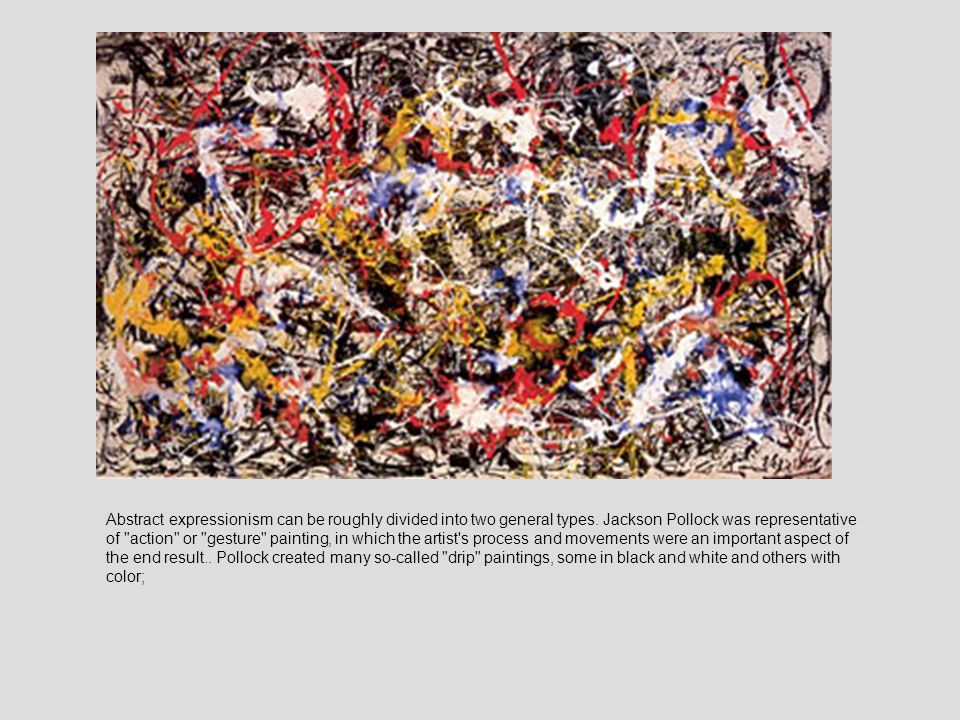 Abstract expressionism can be roughly divided into two general types. Jackson Pollock was representative
of "action" or "gesture" painting, in which the artist's process and movements were an important aspect of
the end result.. Pollock created many so-called "drip" paintings, some in black and white and others with
color;